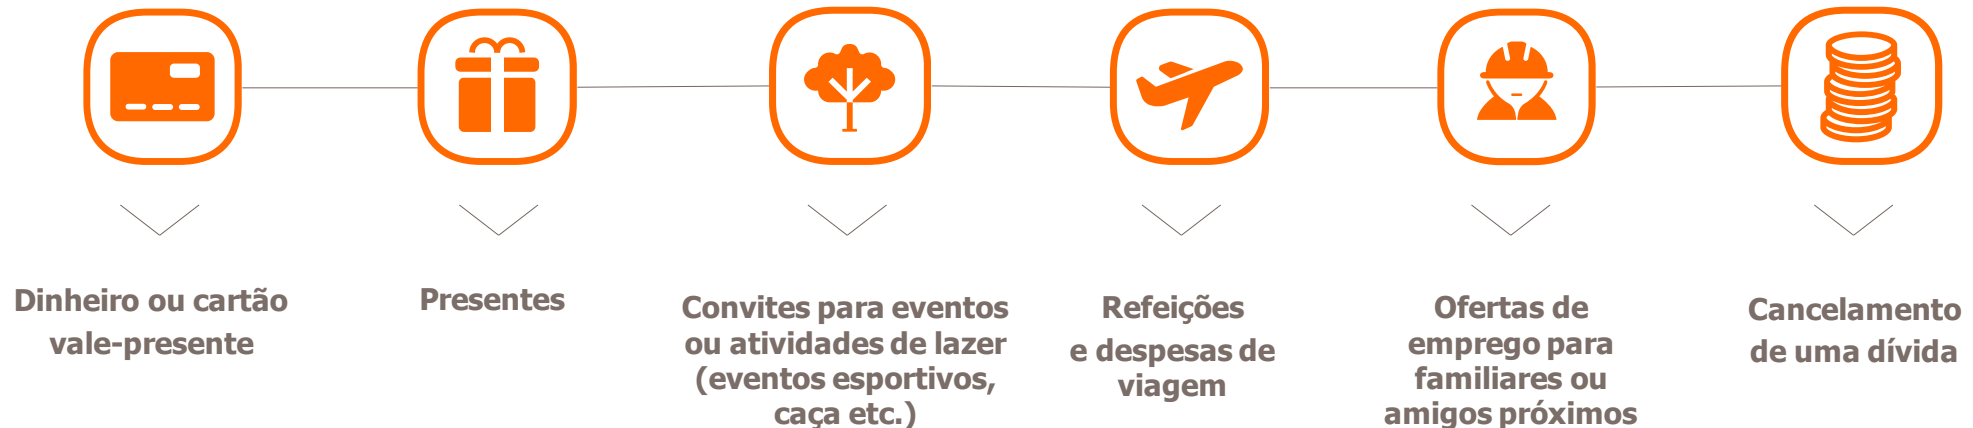 Dinheiro ou cartão
vale-presente
Presentes
Convites para eventos
ou atividades de lazer
(eventos esportivos,
caça etc.)
Refeições
e despesas de
viagem
Ofertas de
emprego para
familiares ou
amigos próximos
Cancelamento
de uma dívida